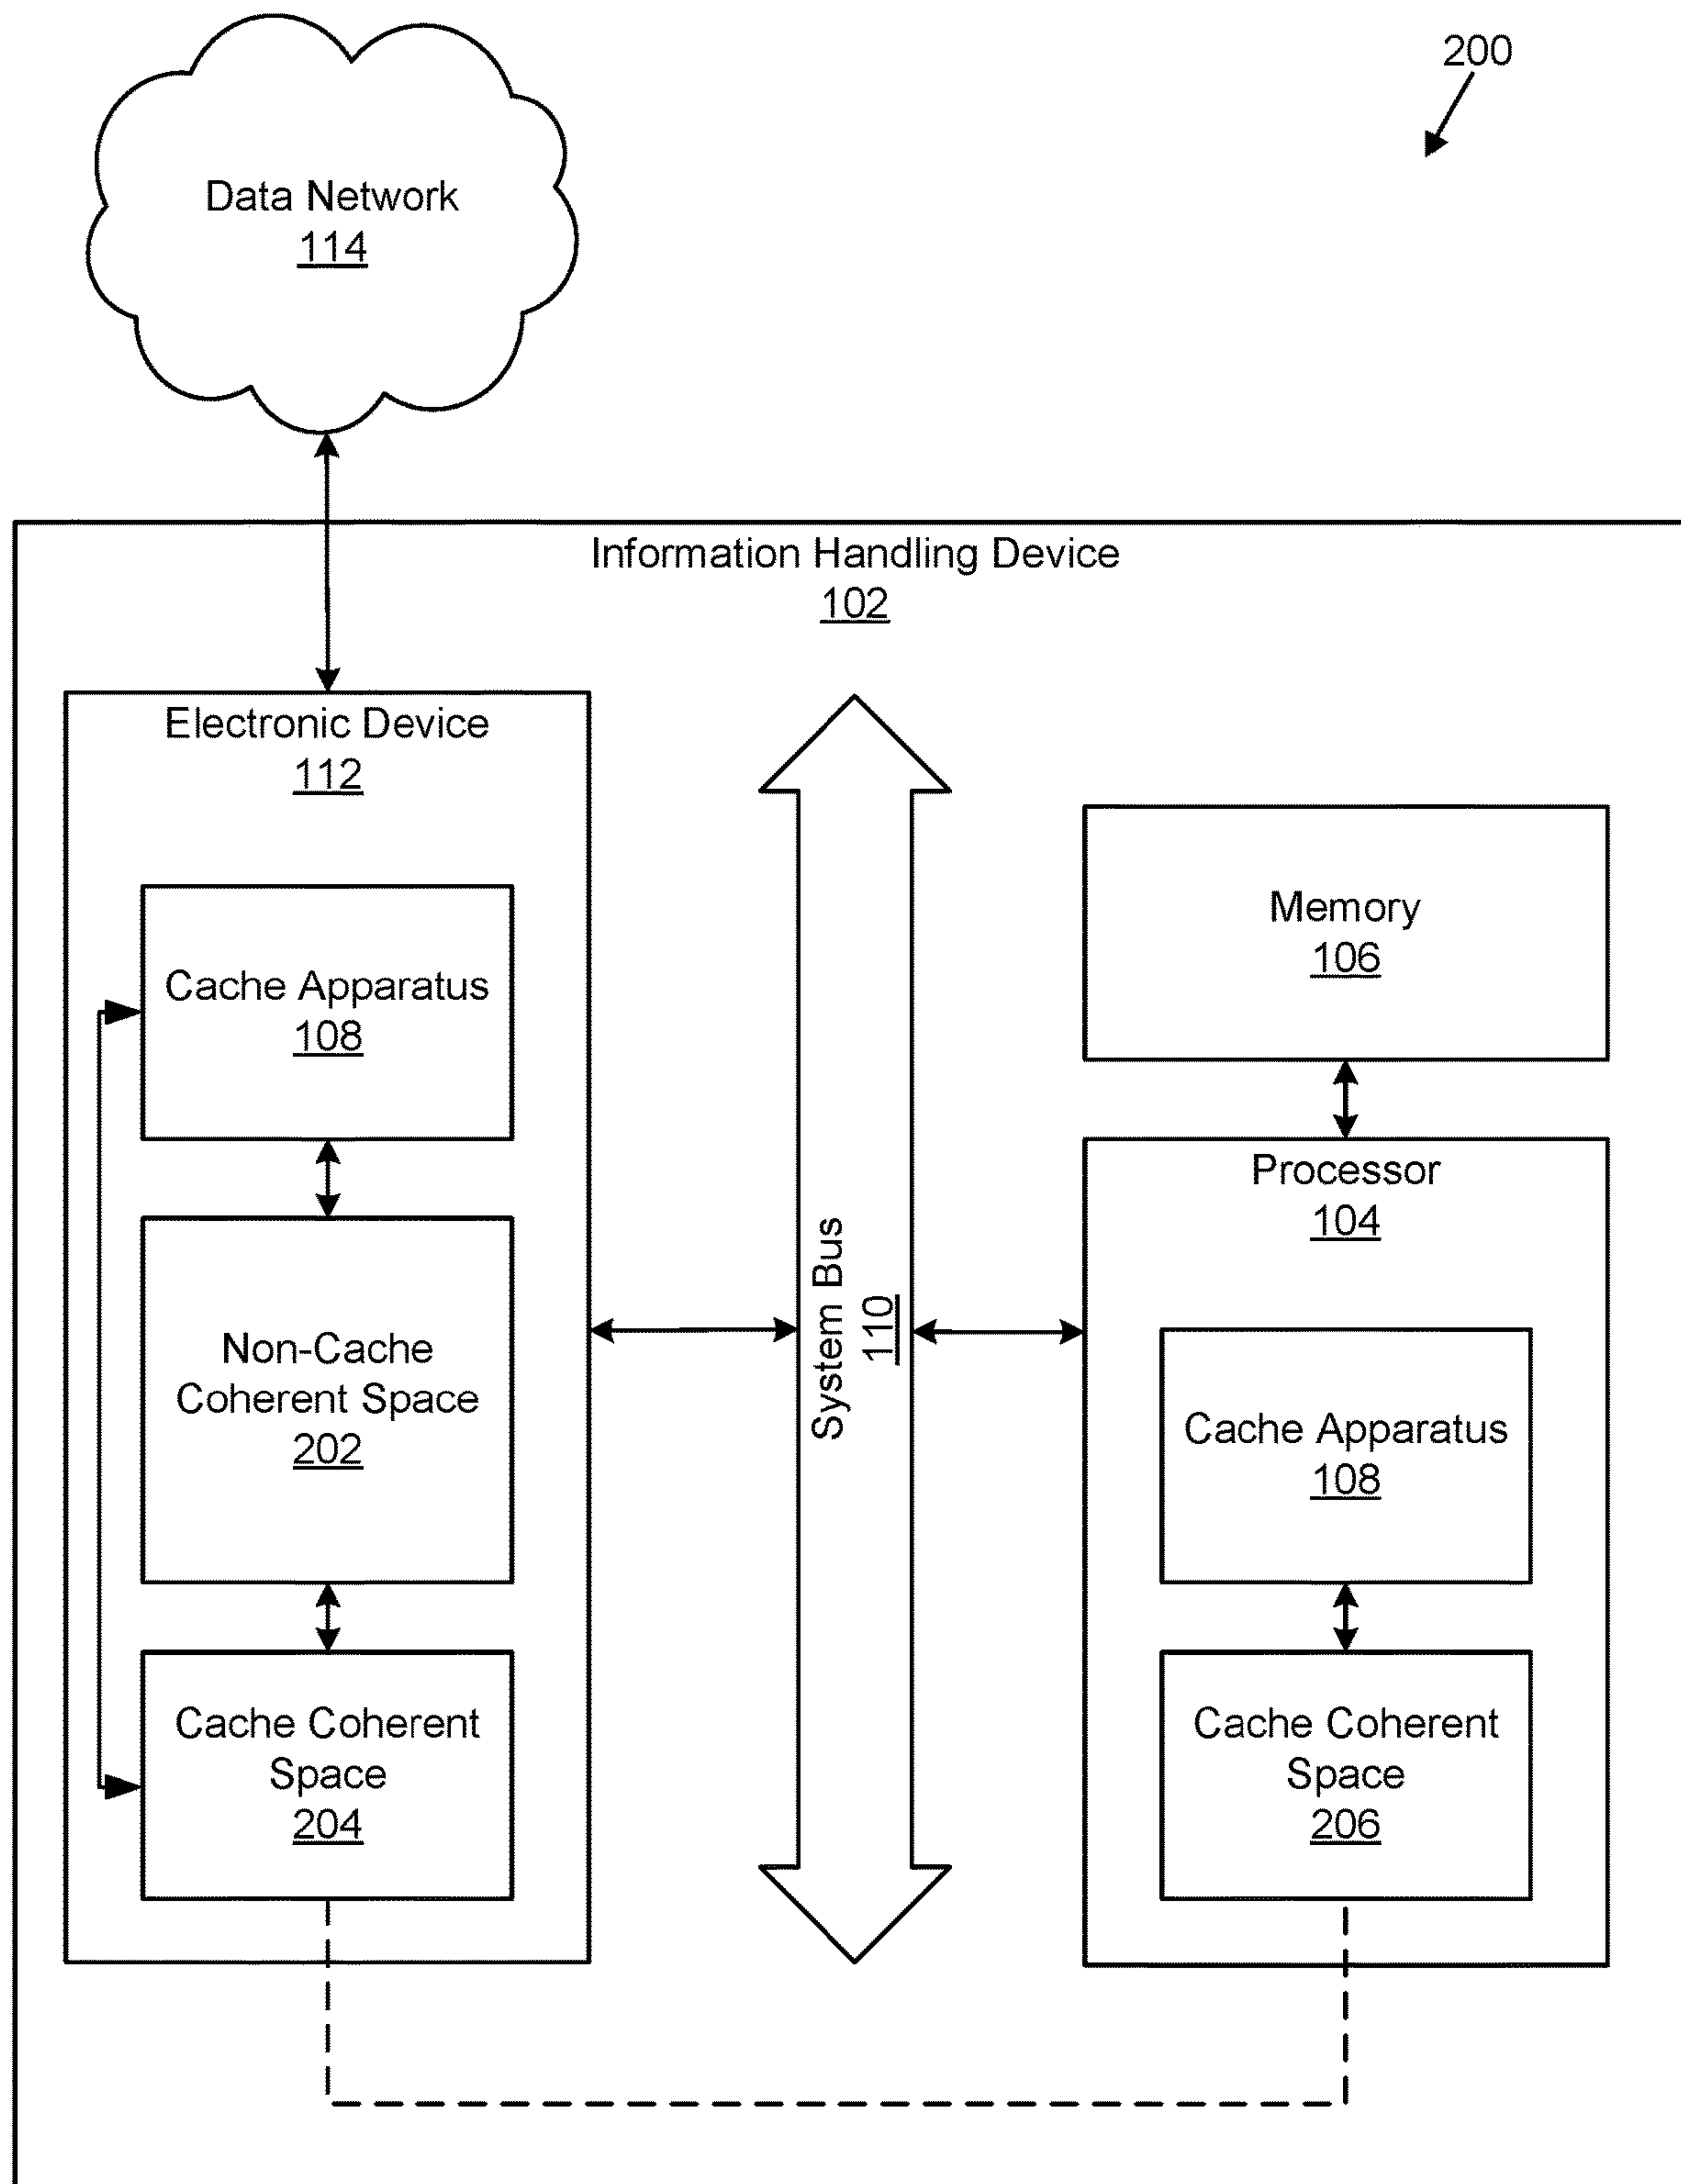 200
Data Network
114
Information Handling Device
102
Electronic Device
112
Cache Apparatus
108
Non-Cache
Coherent Space
202
Cache Coherent
Space
204
System Bus
110
Memory
106
Processor
104
Cache Apparatus
108
Cache Coherent
Space
206